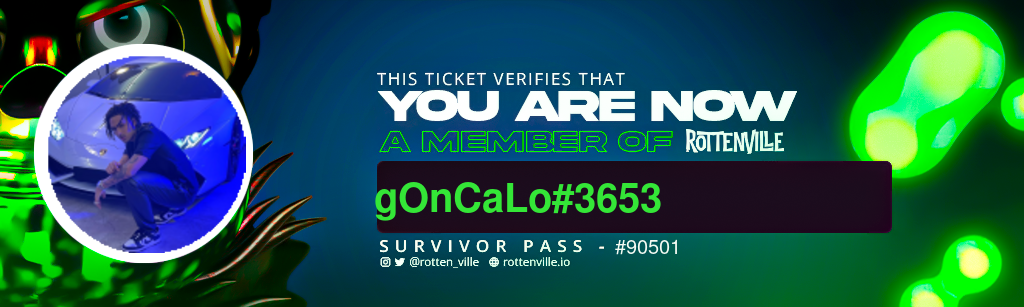 THIS TICKET VERIFIES THAT
YOU ARE NOW
A MEMBER OF ROTTENVILLE
gOnCaLo#3653
SURVIVOR PASS - #90501
@rotten_ville rottenville.io